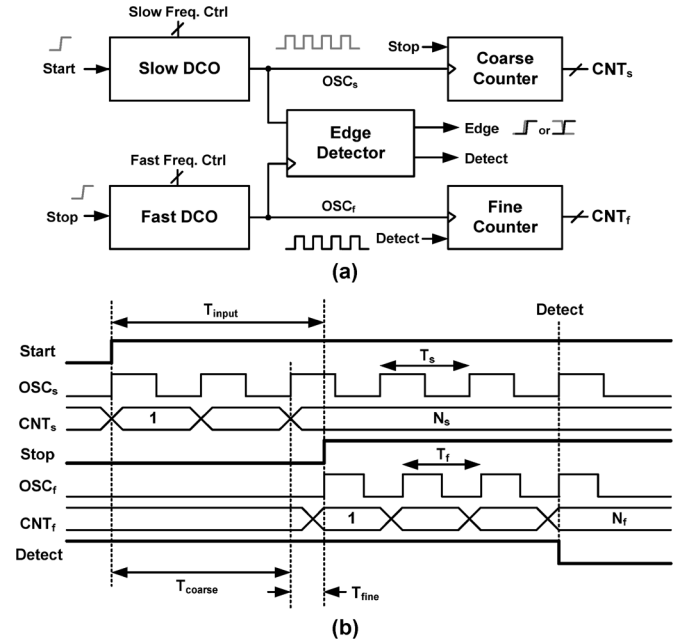 Slow Freq. Ctrl
Start
Slow DCO
OSCs
Stop
Coarse
Counter
CNTs
Edge
Detector
Edge
or
Detect
Fast Freq. Ctrl
Stop
Fast DCO
OSCf
Detect
Fine
Counter
CNTf
(a)
Tinput
Detect
Start
Ts
OSCs
CNTs
1
Ns
Stop
Tf
OSCf
CNTf
1
Nf
Detect
Tcoarse
Tfine
(b)